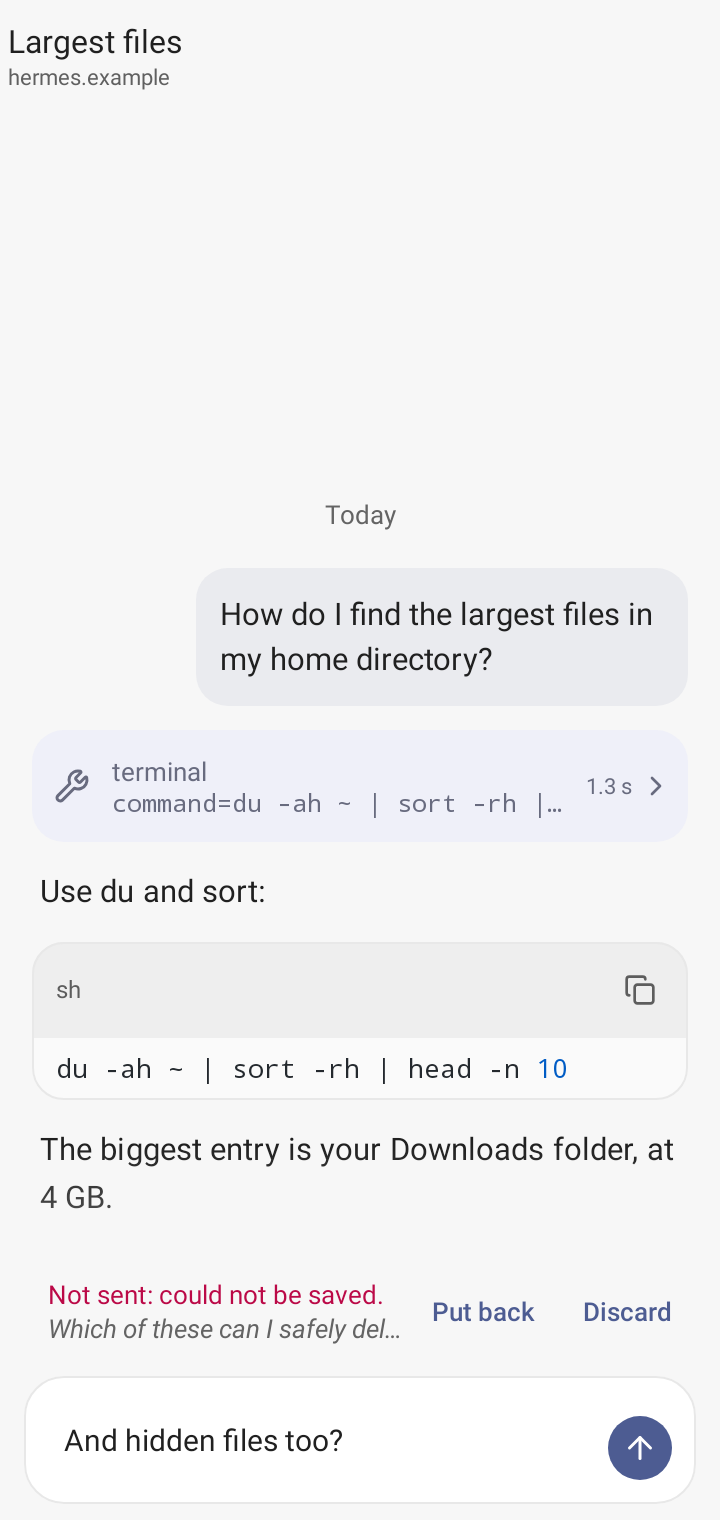 Largest files
hermes.example
Today
How do I find the largest files in
my home directory?
terminal
command=du -ah ~ | sort -rh |…
1.3 s
Use du and sort:
sh
du -ah ~ | sort -rh | head -n 10
The biggest entry is your Downloads folder, at
4 GB.
Not sent: could not be saved.
Which of these can I safely del…
Put back
Discard
And hidden files too?